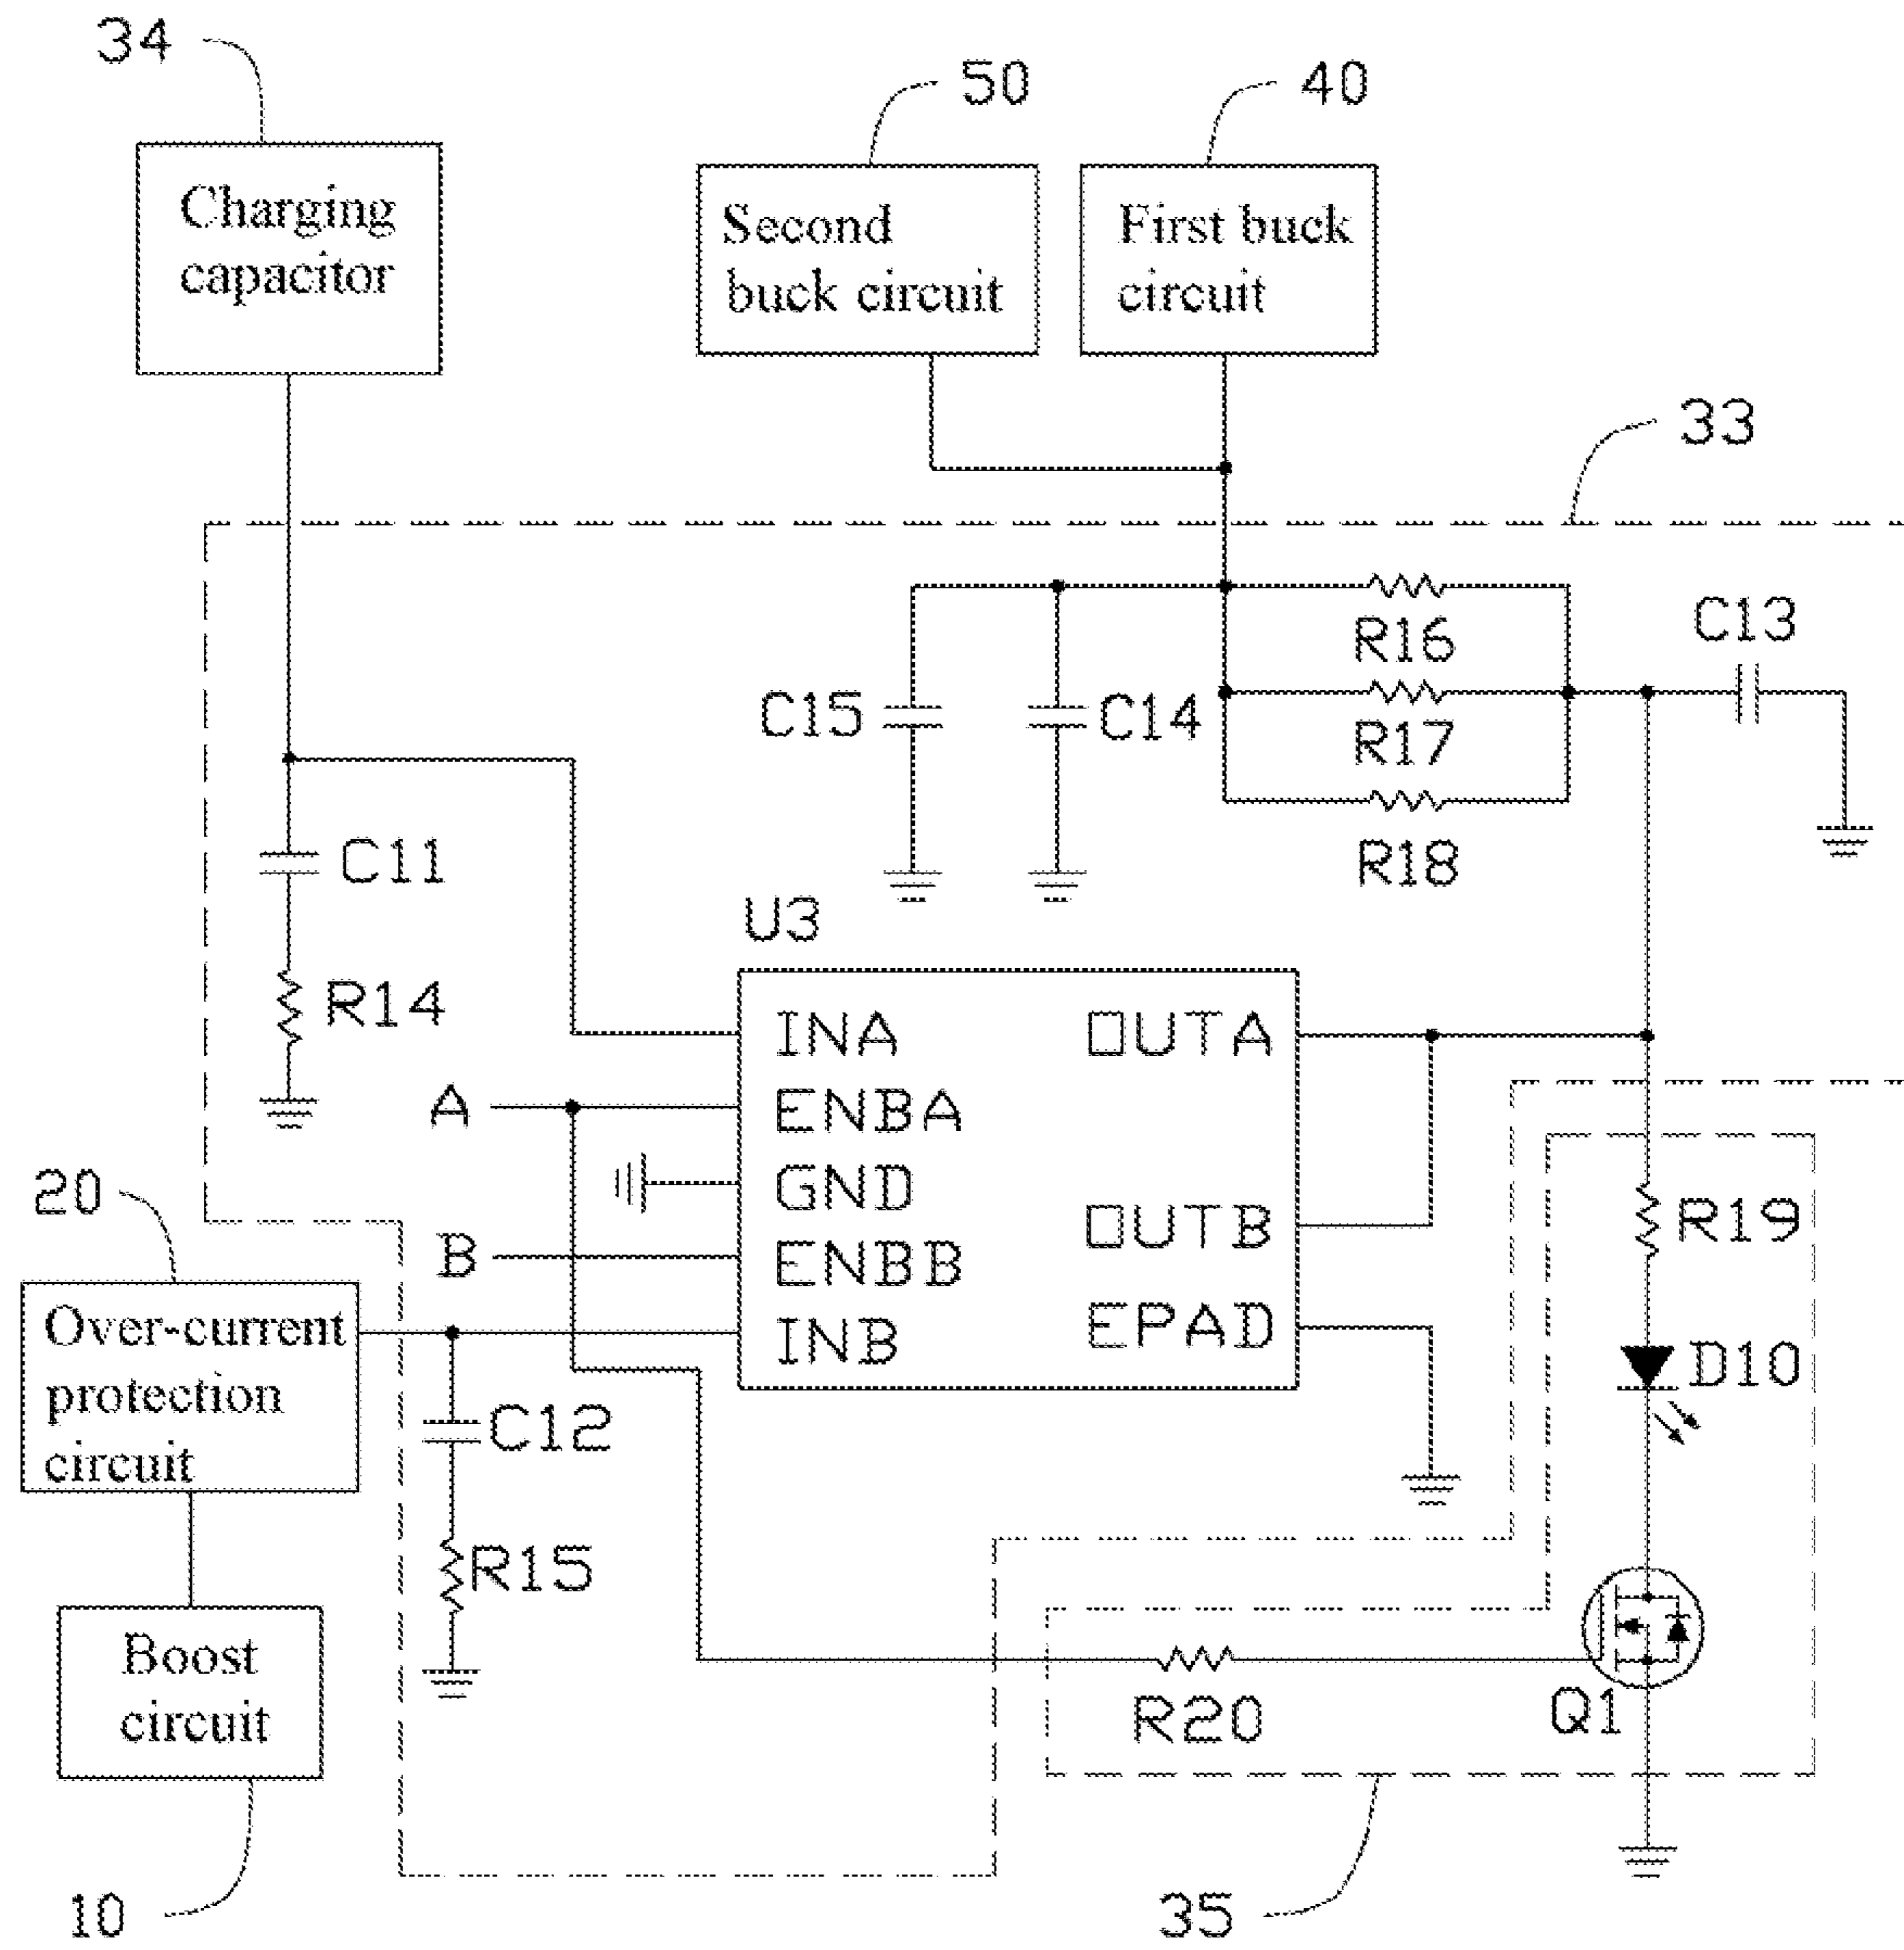 34
50
40
Charging
capacitor
Second
buck circuit
First buck
circuit
33
R16
C13
C15
C14
R17
R18
C11
U3
R14
INA
OUTA
A
ENBA
GND
20
OUTB
R19
B
ENBB
Over-current
protection
circuit
INB
EPAD
D10
C12
R15
Boost
circuit
R20
Q1
10
35